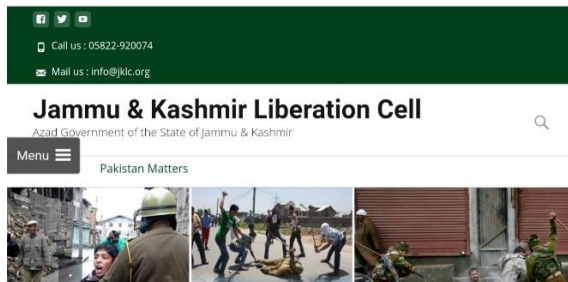 Call us : 05822-920074
Mail us : info@jklc.org
Jammu & Kashmir Liberation Cell
Azad Government of the State of Jammu & Kashmir
Menu
Pakistan Matters